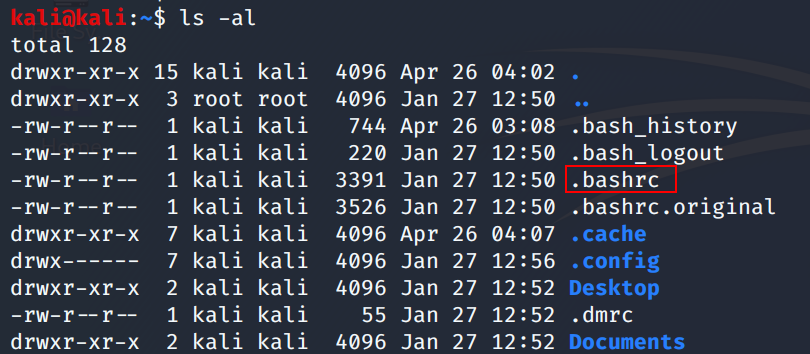 kali@kali:~$ ls -al
total 128
drwxr-xr-x 15 kali kali  4096 Apr 26 04:02 .
drwxr-xr-x  3 root root  4096 Jan 27 12:50 ..
-rw-r--r--  1 kali kali   744 Apr 26 03:08 .bash_history
-rw-r--r--  1 kali kali   220 Jan 27 12:50 .bash_logout
-rw-r--r--  1 kali kali  3391 Jan 27 12:50 .bashrc
-rw-r--r--  1 kali kali  3526 Jan 27 12:50 .bashrc.original
drwxr-xr-x  7 kali kali  4096 Apr 26 04:07 .cache
drwx------  7 kali kali  4096 Jan 27 12:56 .config
drwxr-xr-x  2 kali kali  4096 Jan 27 12:52 Desktop
-rw-r--r--  1 kali kali    55 Jan 27 12:52 .dmrc
drwxr-xr-x  2 kali kali  4096 Jan 27 12:52 Documents